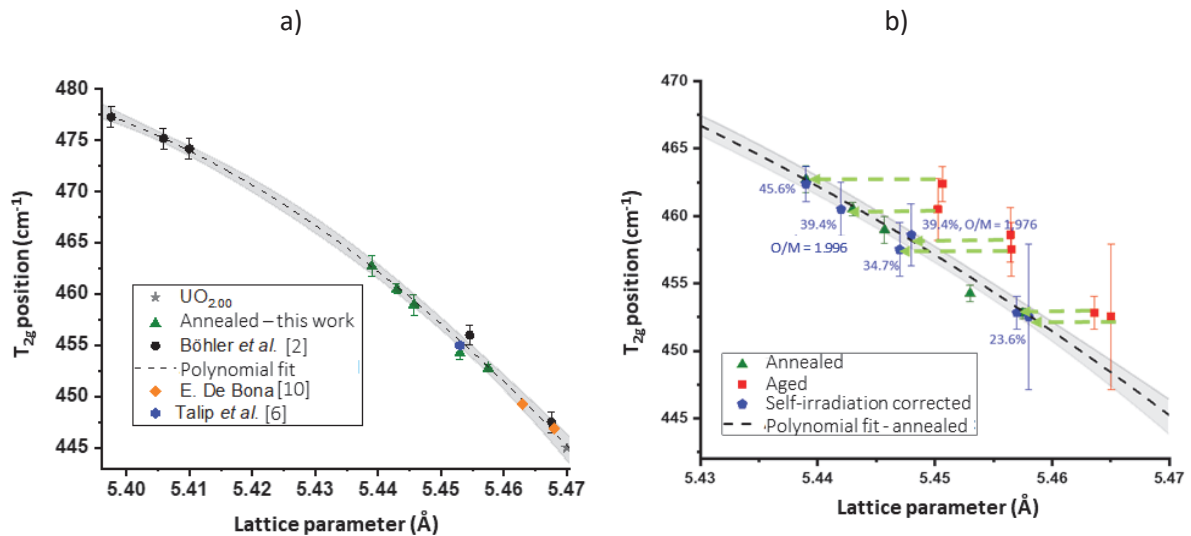 a)
480
475
470
465
460
455
450
445
T2g position (cm-1)
UO2.00
Annealed – this work
Böhler et al. [2]
Polynomial fit
E. De Bona [10]
Talip et al. [6]
5.40 5.41 5.42 5.43 5.44 5.45 5.46 5.47
Lattice parameter (Å)
b)
470
465
460
455
450
445
T2g position (cm-1)
45.6%
39.4%
O/M = 1.996
39.4%, O/M = 1.976
34.7%
23.6%
Annealed
Aged
Self-irradiation corrected
Polynomial fit - annealed
5.43 5.44 5.45 5.46 5.47
Lattice parameter (Å)